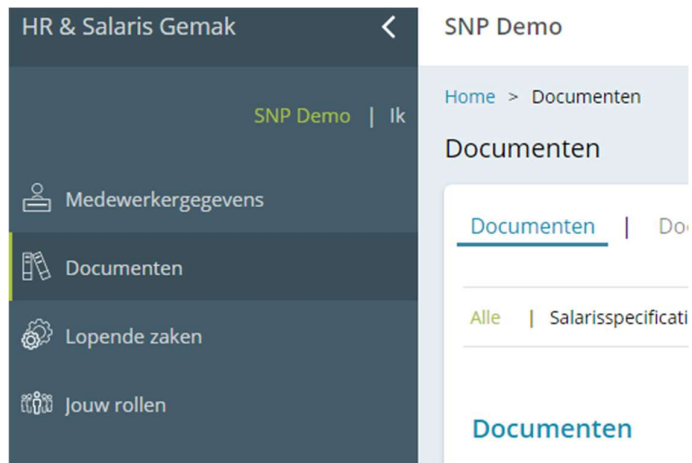 HR & Salaris Gemak
SNP Demo | Ik
Medewerkergegevens
Documenten
Lopende zaken
Jouw rollen
SNP Demo
Home > Documenten
Documenten
Documenten |
Alle |
Documenten